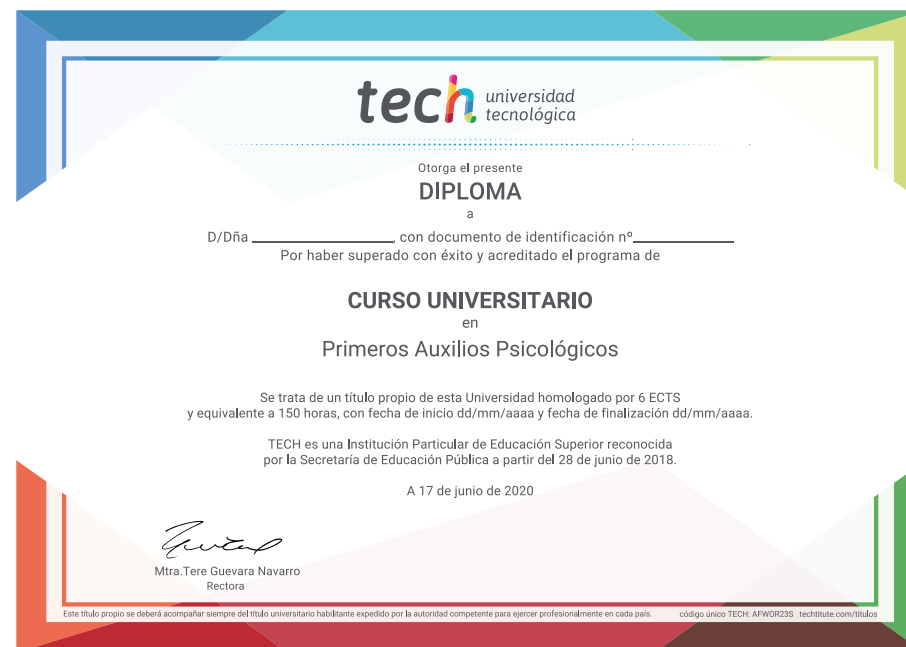 tech universidad
tecnológica
Otorga el presente
DIPLOMA
a
D/Dña ____________________, con documento de identificación nº______________
Por haber superado con éxito y acreditado el programa de
CURSO UNIVERSITARIO
en
Primeros Auxilios Psicológicos
Se trata de un título propio de esta Universidad homologado por 6 ECTS
y equivalente a 150 horas, con fecha de inicio dd/mm/aaaa y fecha de finalización dd/mm/aaaa.
TECH es una Institución Particular de Educación Superior reconocida
por la Secretaría de Educación Pública a partir del 28 de junio de 2018.
A 17 de junio de 2020
Mtra.Tere Guevara Navarro
Rectora
Este título propio se deberá acompañar siempre del título universitario habilitante expedido por la autoridad competente para ejercer profesionalmente en cada país. código único TECH: AFWOR23S techtitute.com/titulos